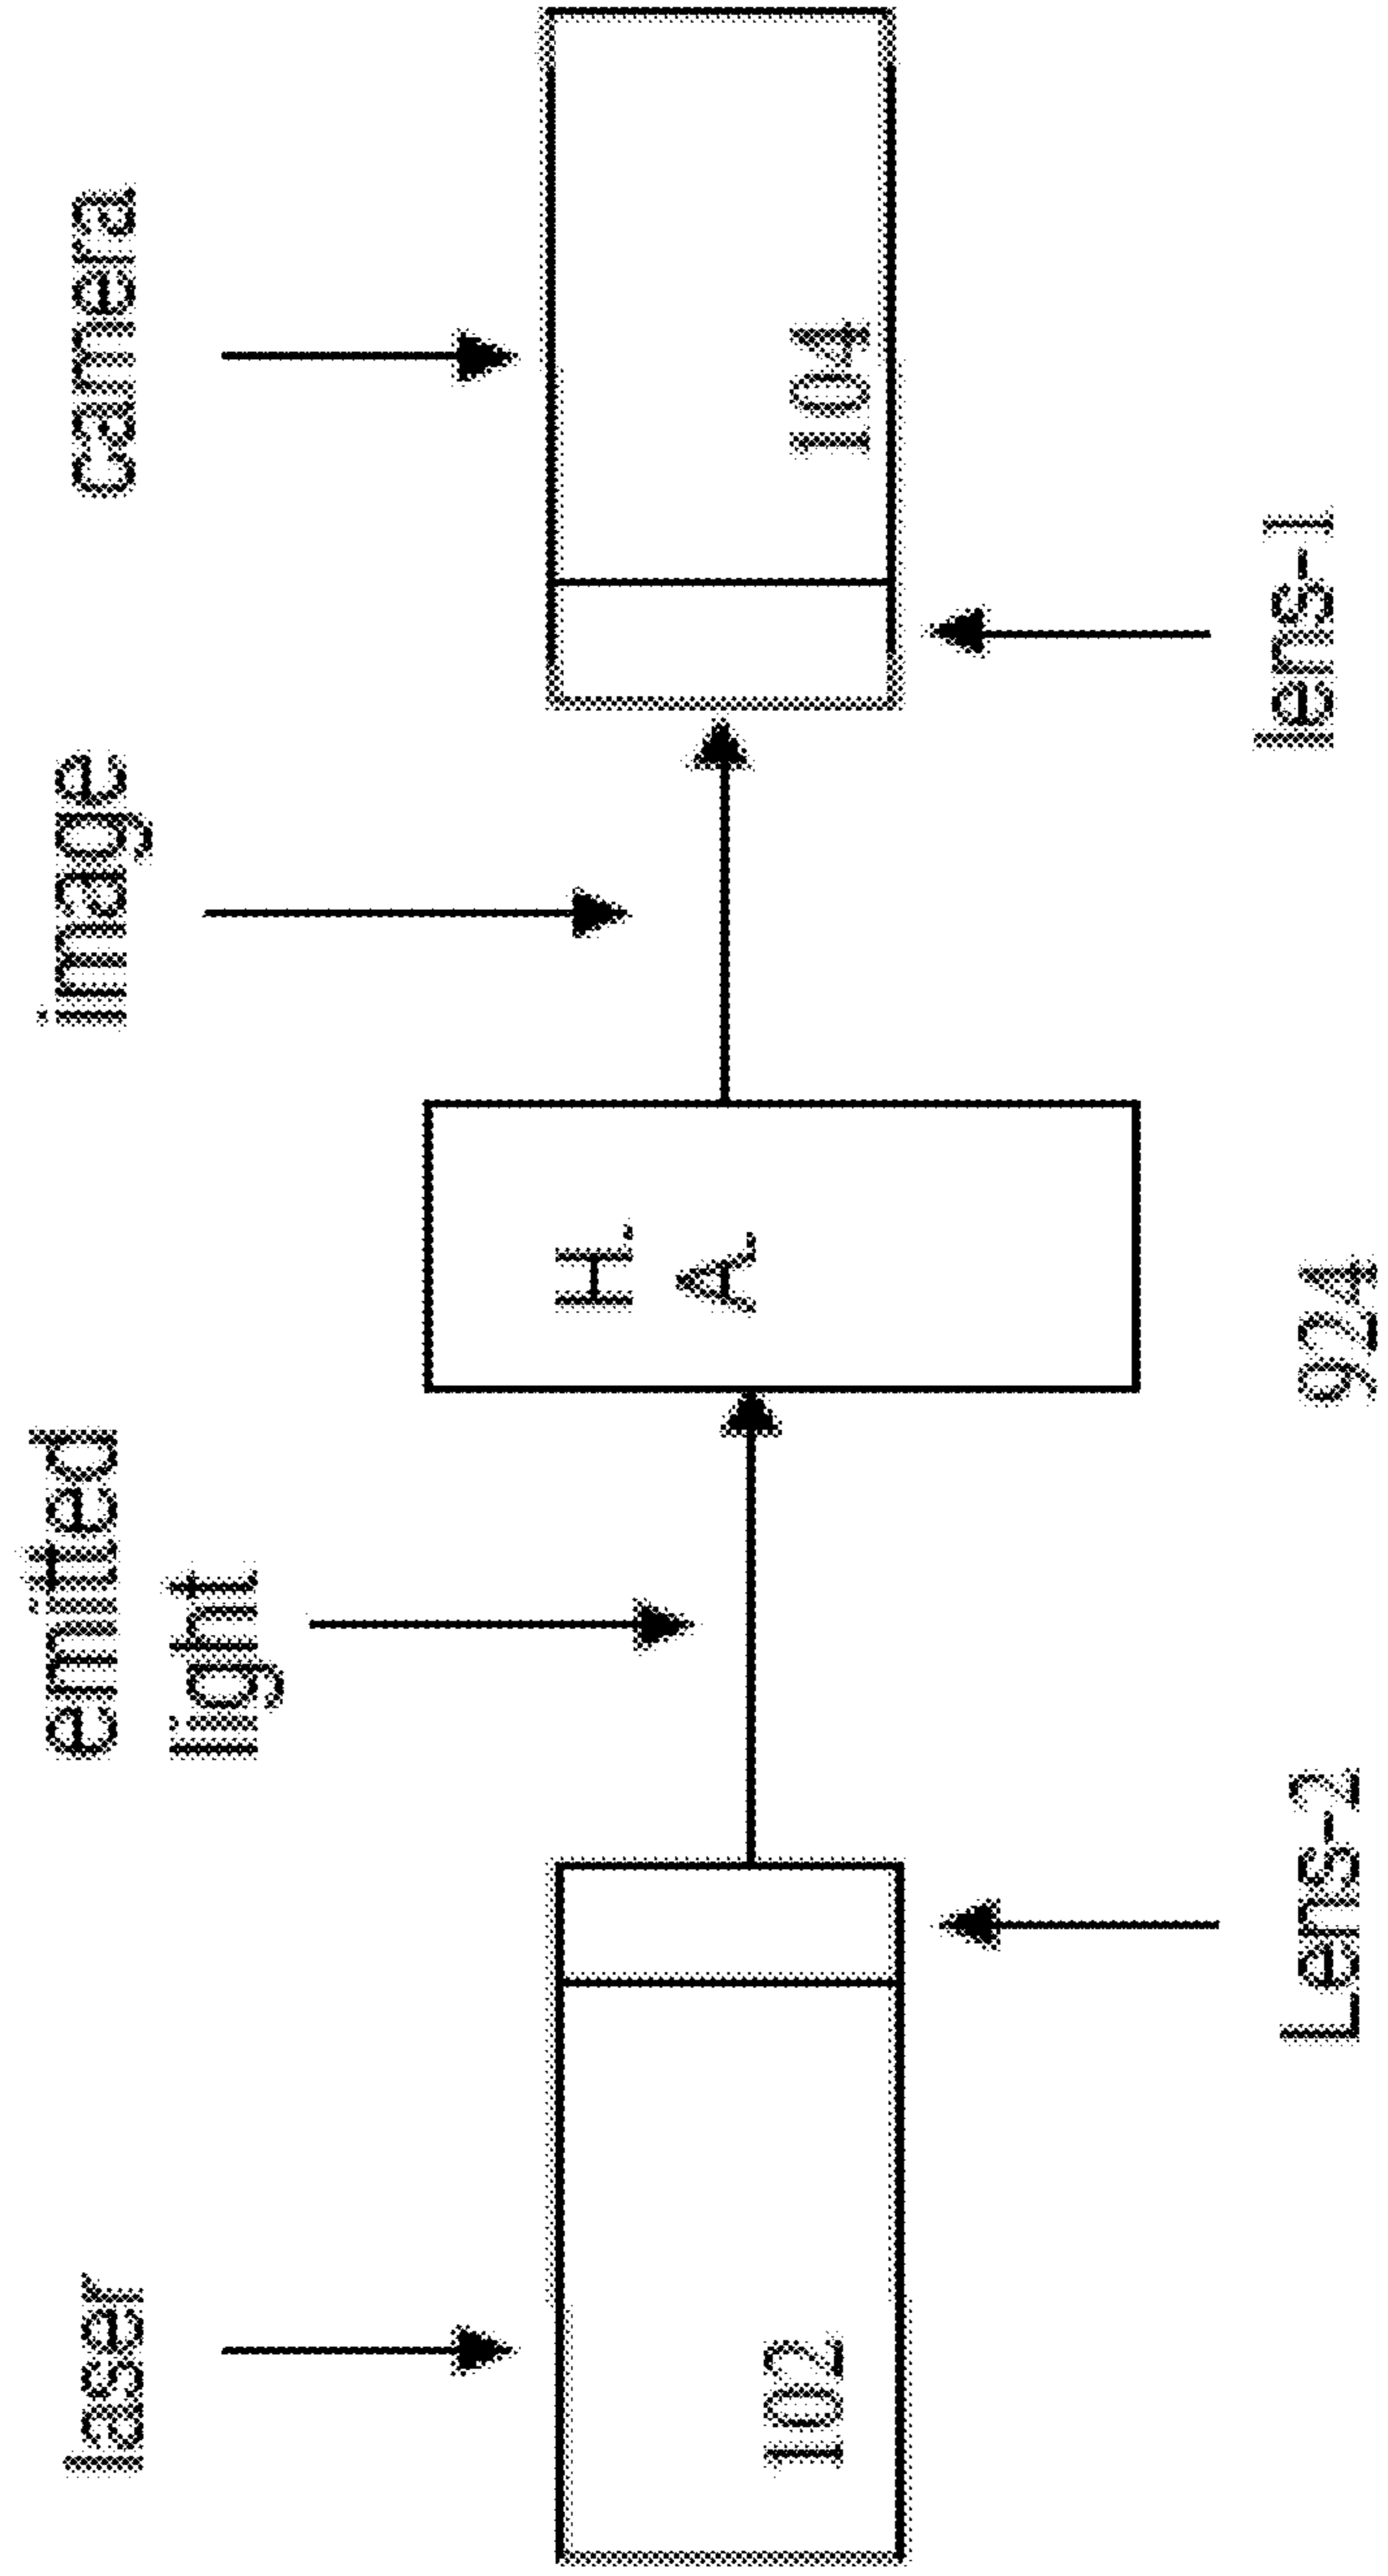 laser
emitted
light
image
camera
102
H.
A.
104
Lens-2
924
lens-1